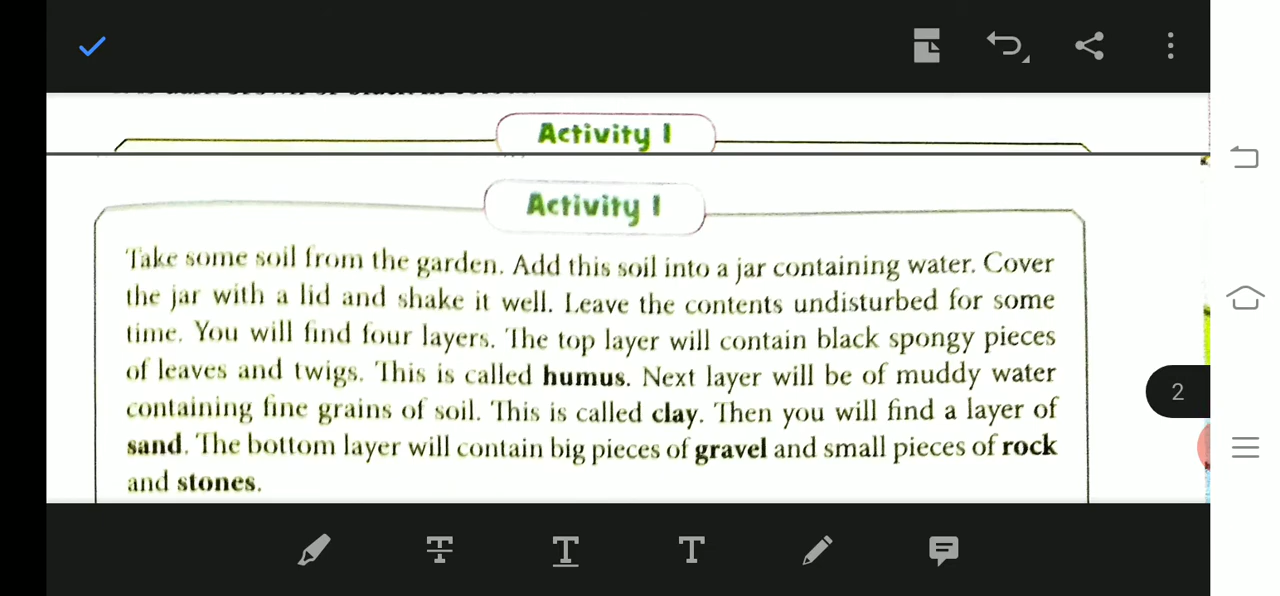 Activity 1
Activity 1
Take some soil from the garden. Add this soil into a jar containing water. Cover
the jar with a lid and shake it well. Leave the contents undisturbed for some
time. You will find four layers. The top layer will contain black spongy pieces
of leaves and twigs. This is called humus. Next layer will be of muddy water
containing fine grains of soil. This is called clay. Then you will find a layer of
sand. The bottom layer will contain big pieces of gravel and small pieces of rock
and stones.
2